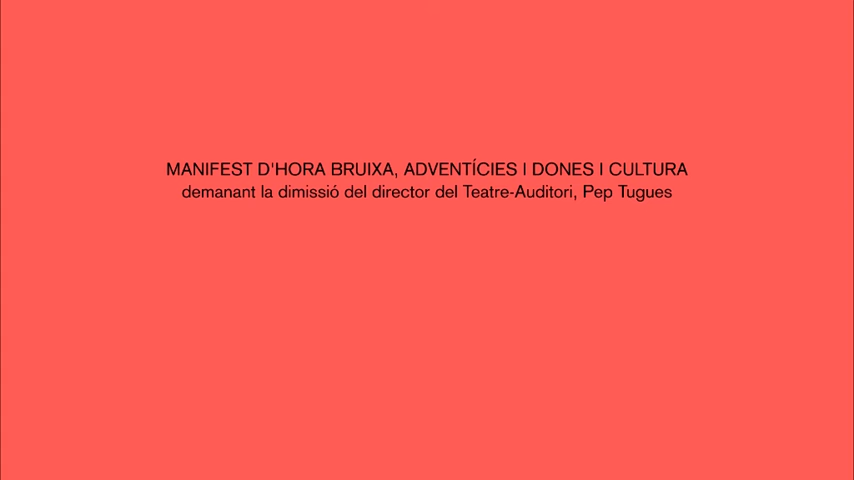 MANIFEST D'HORA BRUIXA, ADVENTÍCIES I DONES I CULTURA
demanant la dimissió del director del Teatre-Auditori, Pep Tugues